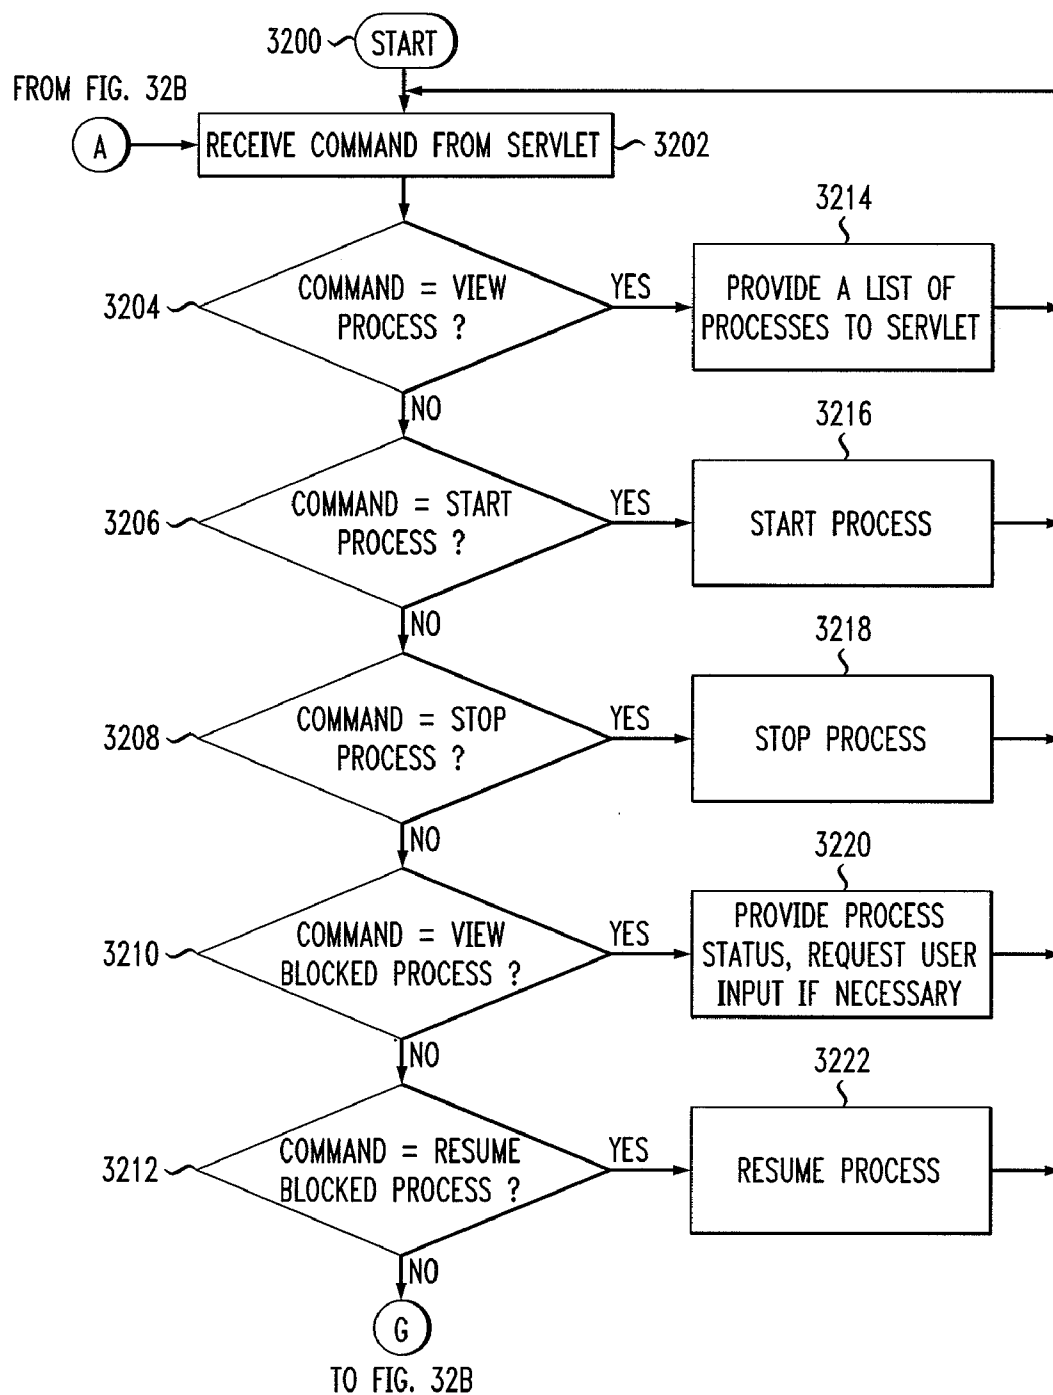 3200
START
FROM FIG. 32B
A
RECEIVE COMMAND FROM SERVLET
3202
3204
COMMAND = VIEW
PROCESS ?
YES
3214
PROVIDE A LIST OF
PROCESSES TO SERVLET
NO
3206
COMMAND = START
PROCESS ?
YES
3216
START PROCESS
NO
3208
COMMAND = STOP
PROCESS ?
YES
3218
STOP PROCESS
NO
3210
COMMAND = VIEW
BLOCKED PROCESS ?
YES
3220
PROVIDE PROCESS
STATUS, REQUEST USER
INPUT IF NECESSARY
NO
3212
COMMAND = RESUME
BLOCKED PROCESS ?
YES
3222
RESUME PROCESS
NO
G
TO FIG. 32B